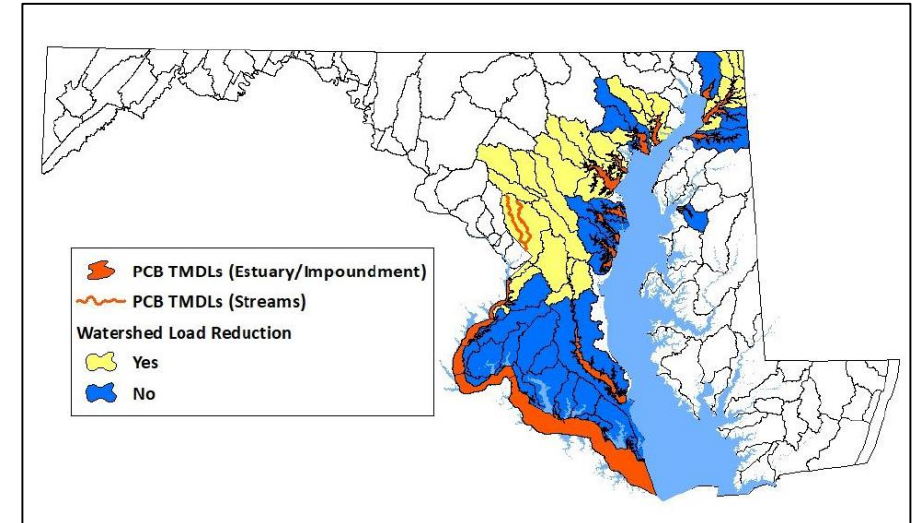 PCB TMDLs (Estuary/Impoundment)
PCB TMDLs (Streams)
Watershed Load Reduction
Yes
No